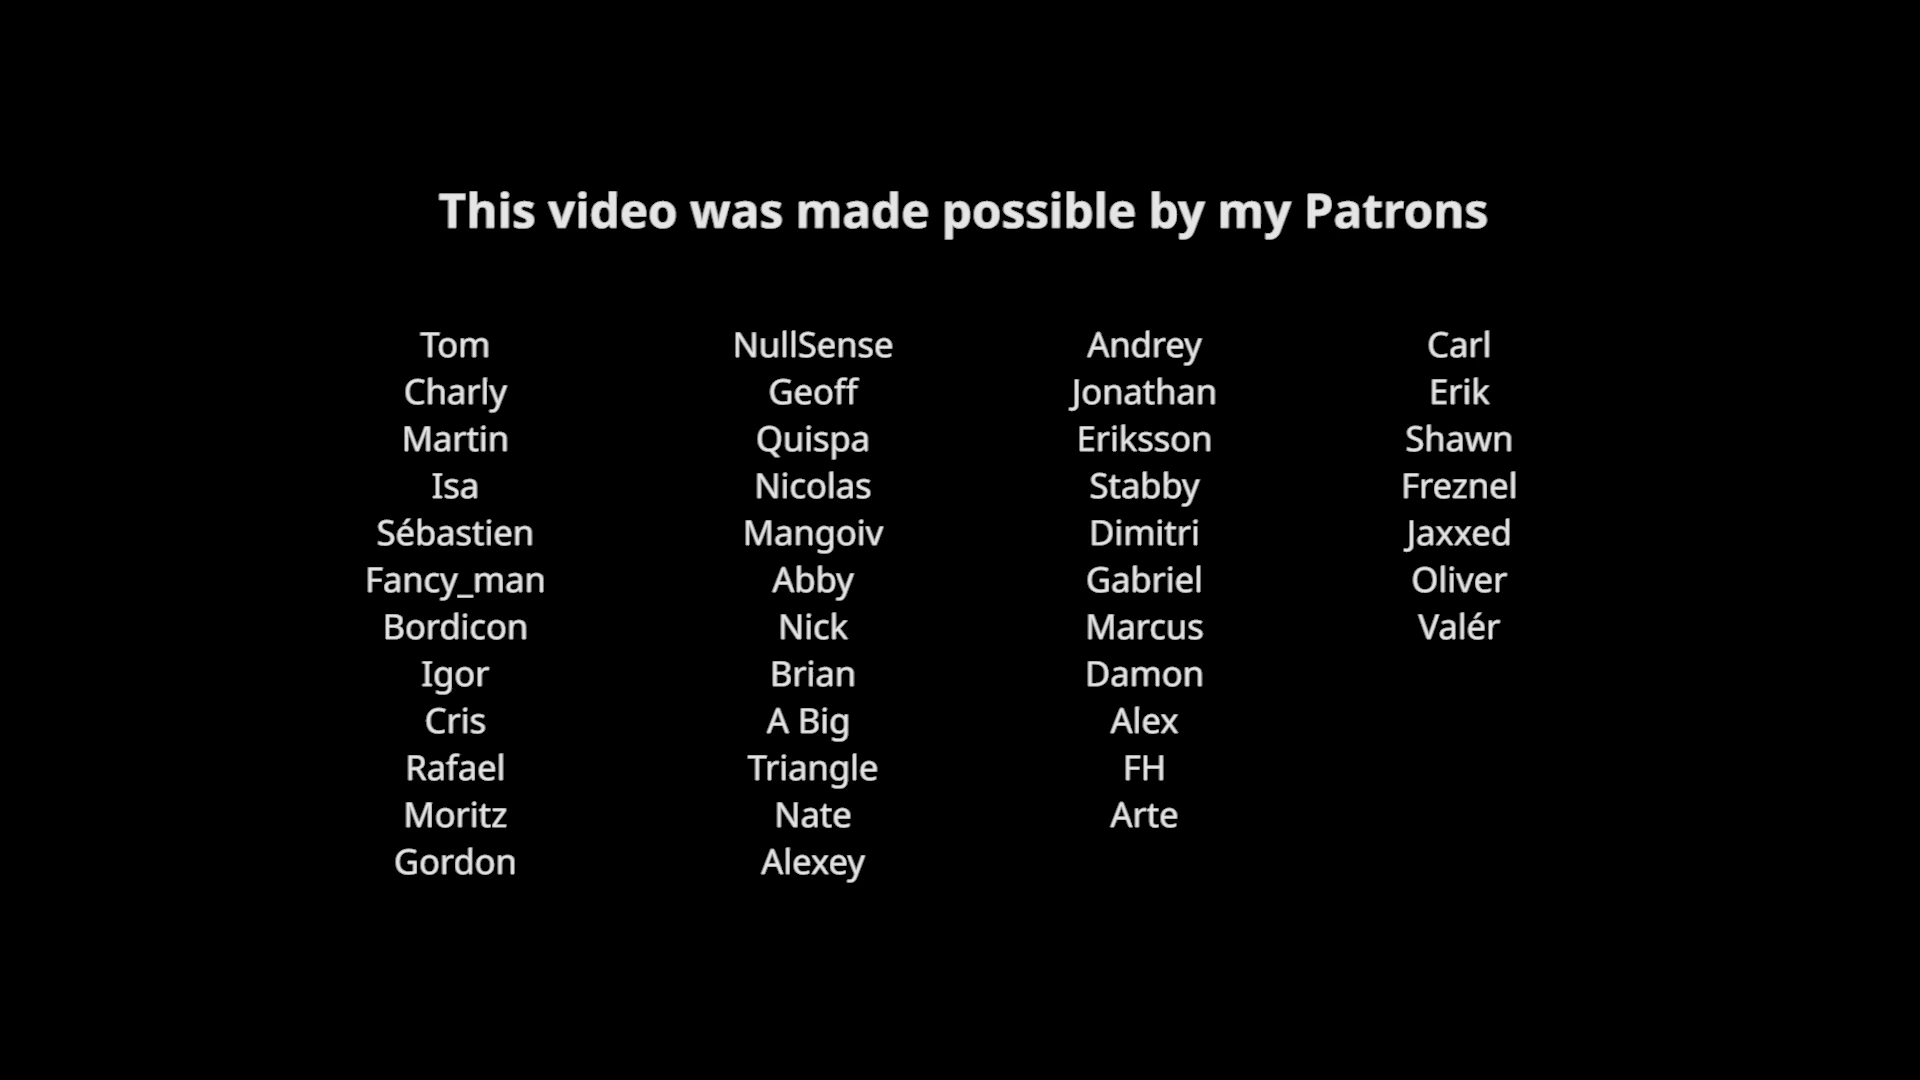 This video was made possible by my Patrons
Tom
Charly
Martin
Isa
Sébastien
Fancy_man
Bordicon
Igor
Cris
Rafael
Moritz
Gordon
NullSense
Geoff
Quispa
Nicolas
Mangoiv
Abby
Nick
Brian
A Big
Triangle
Nate
Alexey
Andrey
Jonathan
Eriksson
Stabby
Dimitri
Gabriel
Marcus
Damon
Alex
FH
Arte
Carl
Erik
Shawn
Freznel
Jaxxed
Oliver
Valér